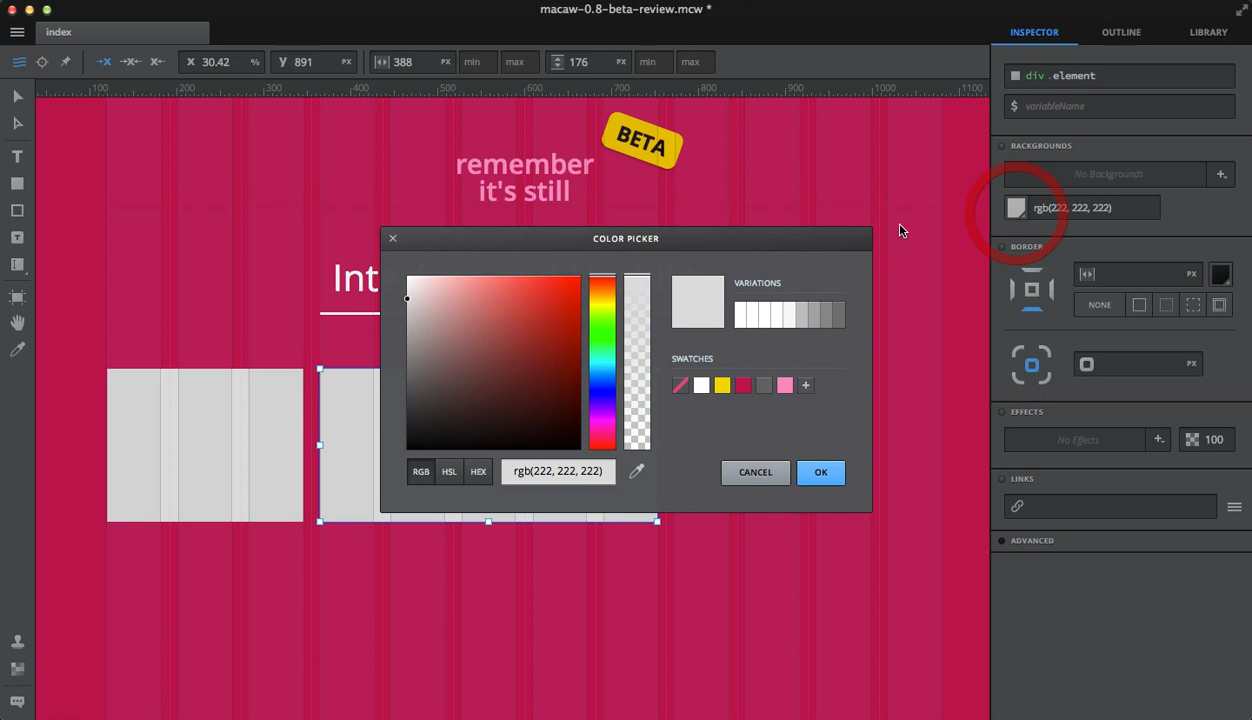 macaw-0.8-beta-review.mcw *
index
INSPECTOR OUTLINE LIBRARY
X 30.42 % y 891 PX 388 PX min max 176 PX min max
div .element
$ variableName
100 200 300 400 500 600 700 800 900 1000 1100
BACKGROUNDS
No Backgrounds
rgb(222, 222, 222)
BORDER
PX
NONE
PX
EFFECTS
No Effects
100
LINKS
ADVANCED
BETA
remember
it's still
Int
COLOR PICKER
VARIATIONS
SWATCHES
RGB HSL HEX rgb(222, 222, 222)
CANCEL OK
T
T